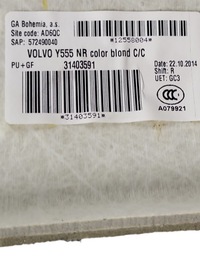 GA Bohemia, a.s.
Site code: AD6QC
SAP: 572490040
*12558004*
VOLVO Y555 NR color blond C/C
PU+GF 31403591
Date: 22.10.2014
Shift: R
UET: GC3
*31403591*
CCC
A079921